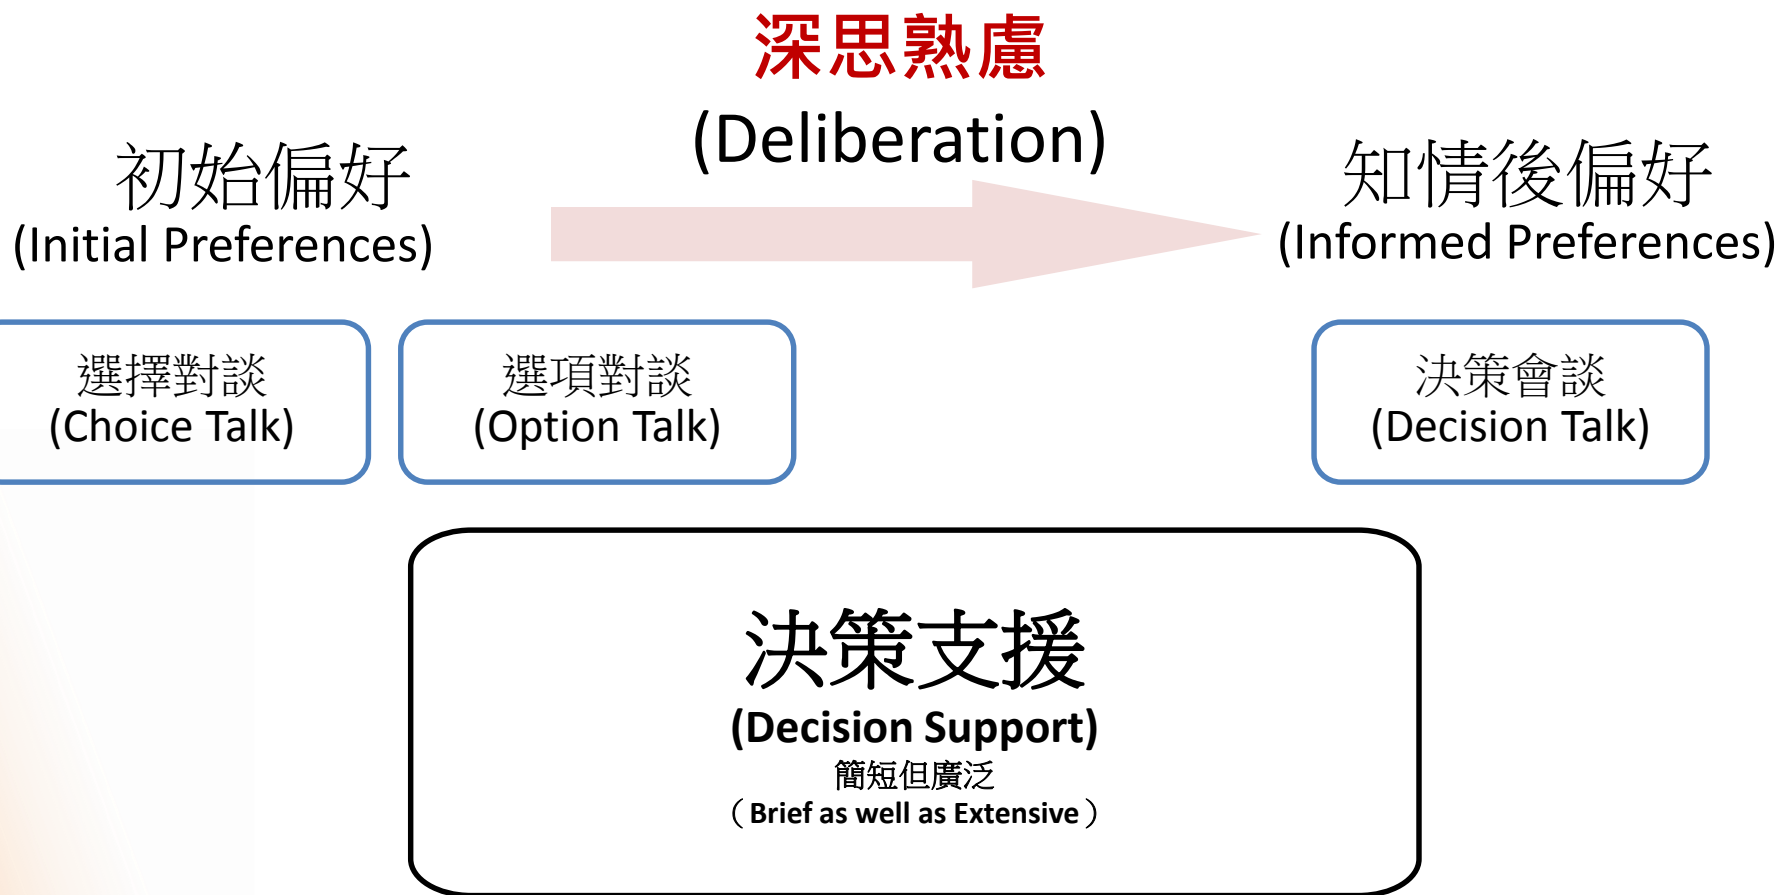 深思熟慮
(Deliberation)
初始偏好
(Initial Preferences)
知情後偏好
(Informed Preferences)
選擇對談
(Choice Talk)
選項對談
(Option Talk)
決策會談
(Decision Talk)
決策支援
(Decision Support)
簡短但廣泛
（Brief as well as Extensive）